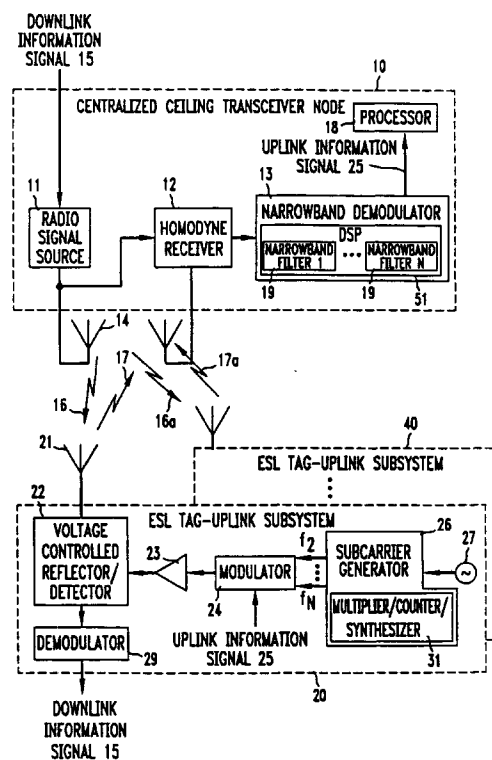 DOWNLINK
INFORMATION
SIGNAL 15
10
CENTRALIZED CEILING TRANSCEIVER NODE
PROCESSOR
18
UPLINK INFORMATION
SIGNAL 25
11
RADIO
SIGNAL
SOURCE
12
HOMODYNE
RECEIVER
13
NARROWBAND DEMODULATOR
DSP
NARROWBAND
FILTER 1
...
NARROWBAND
FILTER N
19
19
51
14
17
17a
16
16a
21
40
ESL TAG-UPLINK SUBSYSTEM
22
ESL TAG-UPLINK SUBSYSTEM
26
27
VOLTAGE
CONTROLLED
REFLECTOR/
DETECTOR
23
MODULATOR
24
f2
fN
SUBCARRIER
GENERATOR
~
MULTIPLIER/COUNTER/
SYNTHESIZER
31
UPLINK INFORMATION
SIGNAL 25
DEMODULATOR
29
20
DOWNLINK
INFORMATION
SIGNAL 15